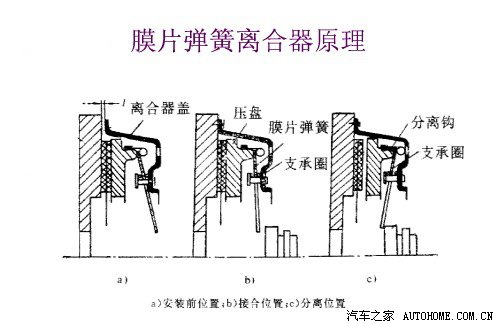 膜片弹簧离合器原理
l
离合器盖
压盘
膜片弹簧
支承圈
分离钩
支承圈
a) b) c)
a)安装前位置;b)接合位置;c)分离位置
汽车之家 AUTOHOME.COM.CN